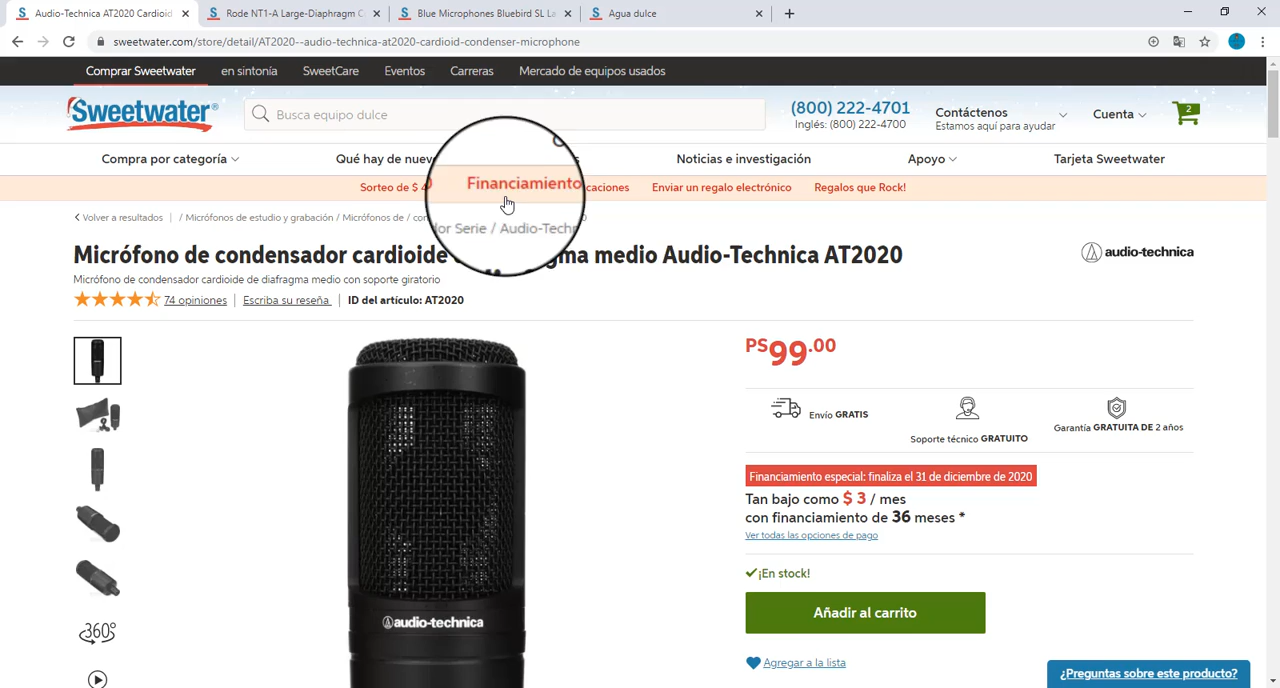 Audio-Technica AT2020 Cardioid
Rode NT1-A Large-Diaphragm C
Blue Microphones Bluebird SL La
Agua dulce
sweetwater.com/store/detail/AT2020--audio-technica-at2020-cardioid-condenser-microphone
Comprar Sweetwater en sintonía SweetCare Eventos Carreras Mercado de equipos usados
Sweetwater®
Busca equipo dulce
(800) 222-4701
Inglés: (800) 222-4700
Contáctenos
Estamos aquí para ayudar
Cuenta
2
Compra por categoría Qué hay de nuev Noticias e investigación Apoyo Tarjeta Sweetwater
Sorteo de $ Financiamiento caciones Enviar un regalo electrónico Regalos que Rock!
Volver a resultados | / Micrófonos de estudio y grabación / Micrófonos de / con
dor Serie / Audio-Techn
Micrófono de condensador cardioide ma medio Audio-Technica AT2020
audio-technica
Micrófono de condensador cardioide de diafragma medio con soporte giratorio
74 opiniones | Escriba su reseña | ID del artículo: AT2020
PS99.00
Envío GRATIS
Soporte técnico GRATUITO
Garantía GRATUITA DE 2 años
Financiamiento especial: finaliza el 31 de diciembre de 2020
Tan bajo como $ 3 / mes
con financiamiento de 36 meses *
Ver todas las opciones de pago
¡En stock!
Añadir al carrito
Agregar a la lista
audio-technica
360°
¿Preguntas sobre este producto?